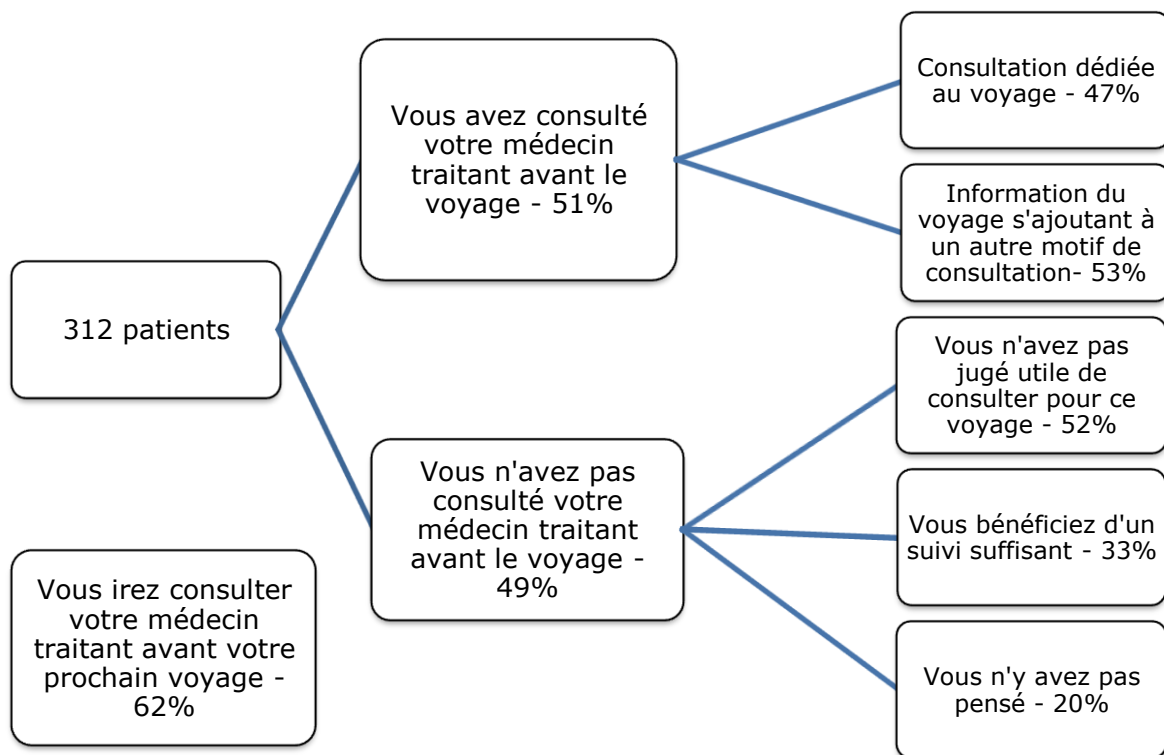 312 patients
Vous avez consulté
votre médecin
traitant avant le
voyage - 51%
Consultation dédiée
au voyage - 47%
Information du
voyage s'ajoutant à
un autre motif de
consultation- 53%
Vous n'avez pas
consulté votre
médecin traitant
avant le voyage -
49%
Vous n'avez pas
jugé utile de
consulter pour ce
voyage - 52%
Vous bénéficiez d'un
suivi suffisant - 33%
Vous n'y avez pas
pensé - 20%
Vous irez consulter
votre médecin
traitant avant votre
prochain voyage -
62%